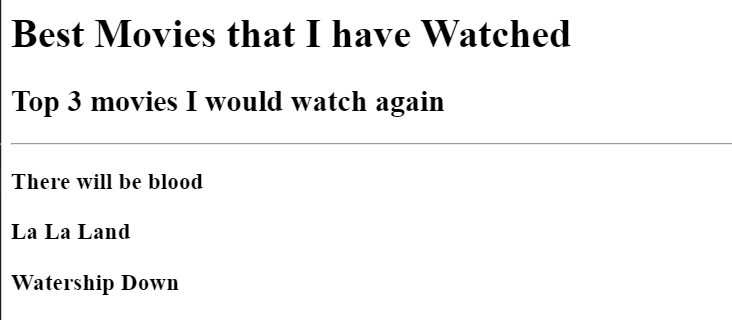 Best Movies that I have Watched
Top 3 movies I would watch again
There will be blood
La La Land
Watership Down